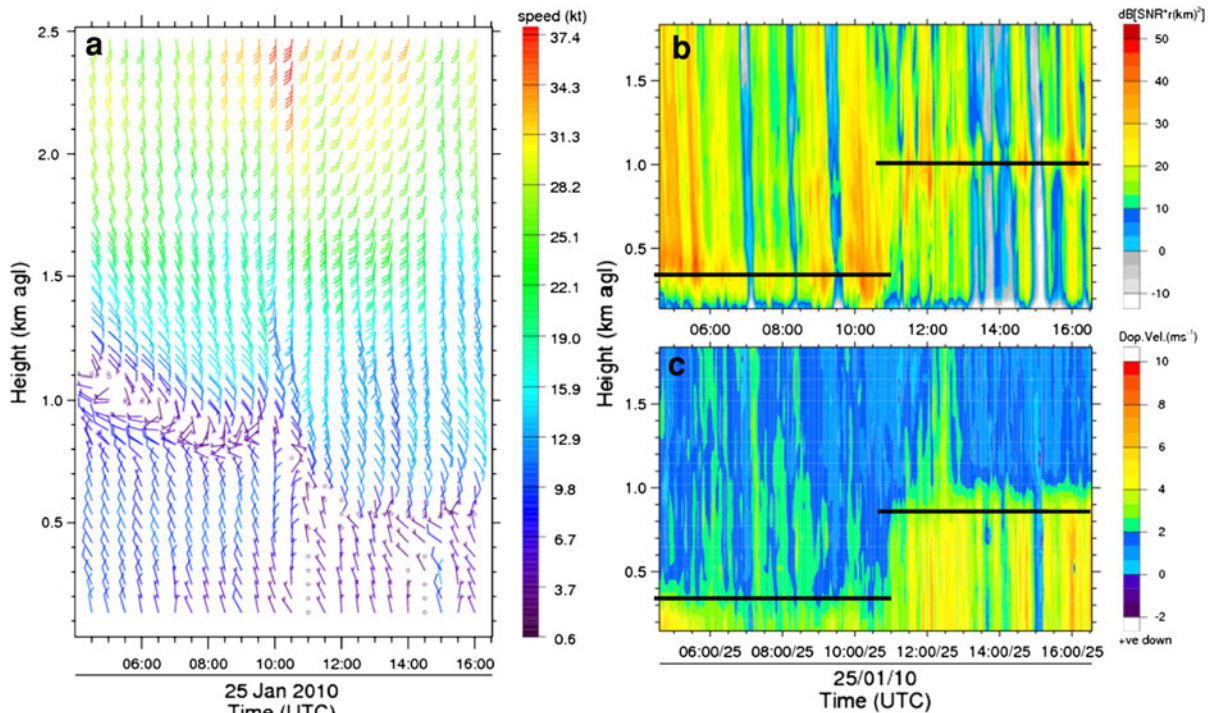 a
speed (kt)
2.5
2.0
1.5
1.0
0.5
Height (km agl)
06:00 08:00 10:00 12:00 14:00 16:00
25 Jan 2010
Time (UTC)
37.4
34.3
31.3
28.2
25.1
22.1
19.0
15.9
12.9
9.8
6.7
3.7
0.6
b
dB[SNR*r(km)²]
1.5
1.0
0.5
06:00 08:00 10:00 12:00 14:00 16:00
50
40
30
20
10
0
-10
Height (km agl)
c
Dop.Vel.(ms⁻¹)
1.5
1.0
0.5
10
8
6
4
2
0
-2
+ve down
06:00/25 08:00/25 10:00/25 12:00/25 14:00/25 16:00/25
25/01/10
Time (UTC)